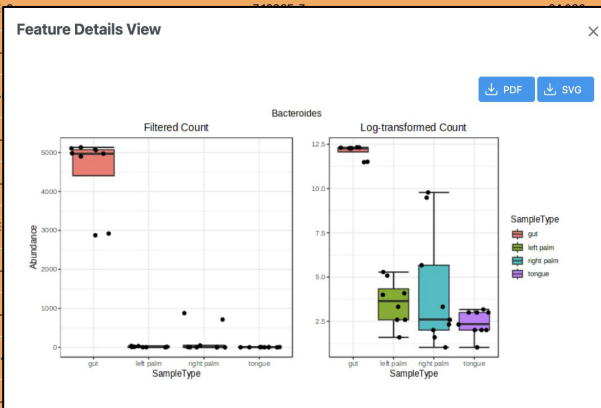 Feature Details View
×
PDF
SVG
Bacteroides
Filtered Count
Log-transformed Count
Abundance
5000
4000
3000
2000
1000
0
gut
left palm
right palm
tongue
SampleType
12.5
10.0
7.5
5.0
2.5
gut
left palm
right palm
tongue
SampleType
SampleType
gut
left palm
right palm
tongue